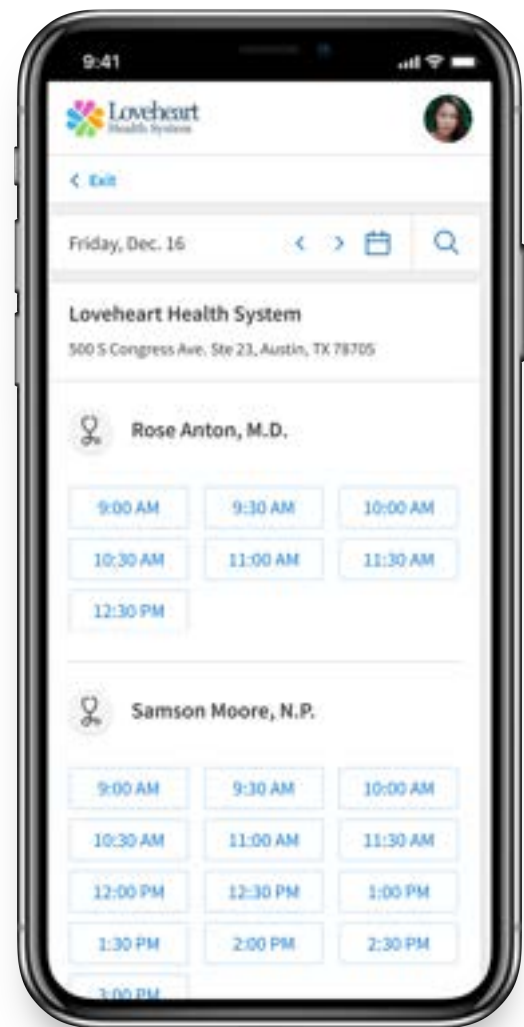 9:41
Loveheart
Health System
Exit
Friday, Dec. 16
Loveheart Health System
500 S Congress Ave. Ste 23, Austin, TX 78705
Rose Anton, M.D.
9:00 AM 9:30 AM 10:00 AM
10:30 AM 11:00 AM 11:30 AM
12:30 PM
Samson Moore, N.P.
9:00 AM 9:30 AM 10:00 AM
10:30 AM 11:00 AM 11:30 AM
12:00 PM 12:30 PM 1:00 PM
1:30 PM 2:00 PM 2:30 PM
3:00 PM